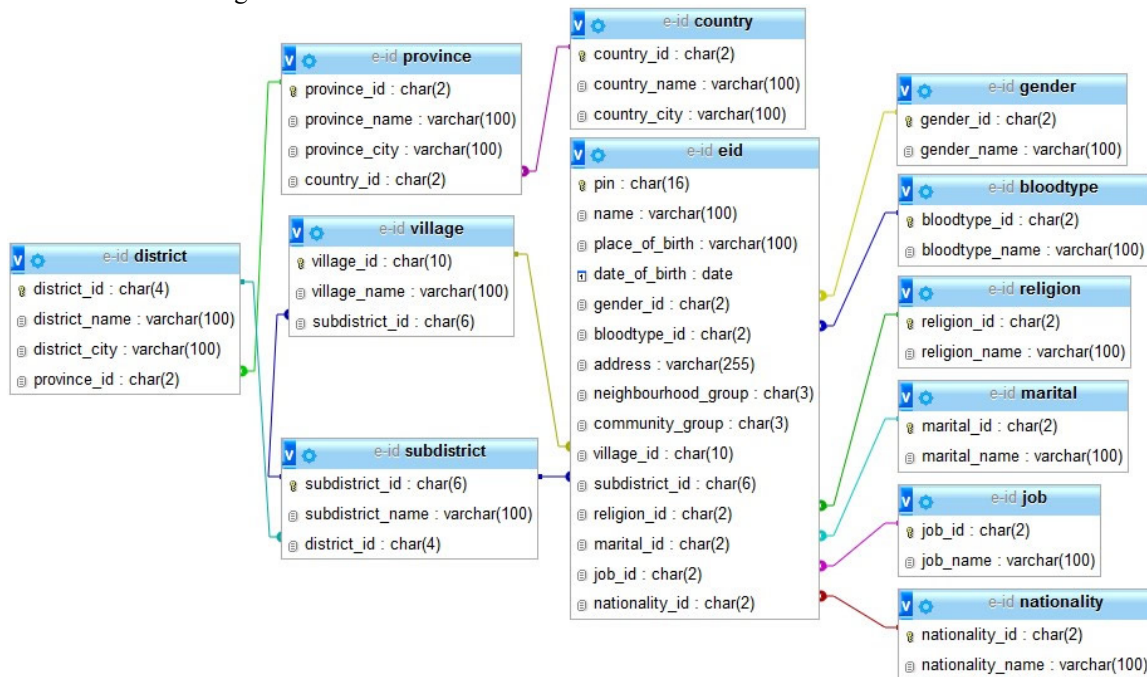 e-id country
country_id : char(2)
country_name : varchar(100)
country_city : varchar(100)
e-id province
province_id : char(2)
province_name : varchar(100)
province_city : varchar(100)
country_id : char(2)
e-id gender
gender_id : char(2)
gender_name : varchar(100)
e-id eid
pin : char(16)
name : varchar(100)
place_of_birth : varchar(100)
date_of_birth : date
gender_id : char(2)
bloodtype_id : char(2)
address : varchar(255)
neighbourhood_group : char(3)
community_group : char(3)
village_id : char(10)
subdistrict_id : char(6)
religion_id : char(2)
marital_id : char(2)
job_id : char(2)
nationality_id : char(2)
e-id bloodtype
bloodtype_id : char(2)
bloodtype_name : varchar(100)
e-id village
village_id : char(10)
village_name : varchar(100)
subdistrict_id : char(6)
e-id district
district_id : char(4)
district_name : varchar(100)
district_city : varchar(100)
province_id : char(2)
e-id religion
religion_id : char(2)
religion_name : varchar(100)
e-id marital
marital_id : char(2)
marital_name : varchar(100)
e-id subdistrict
subdistrict_id : char(6)
subdistrict_name : varchar(100)
district_id : char(4)
e-id job
job_id : char(2)
job_name : varchar(100)
e-id nationality
nationality_id : char(2)
nationality_name : varchar(100)